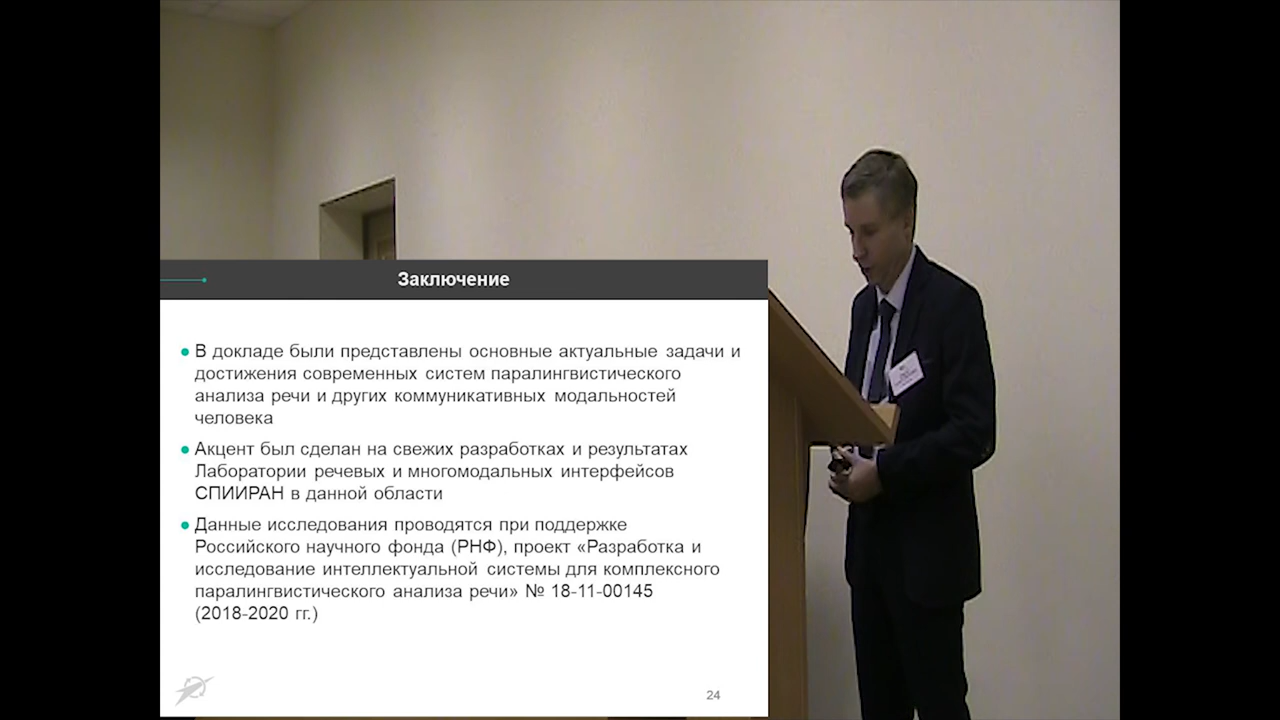 Заключение
В докладе были представлены основные актуальные задачи и
достижения современных систем паралингвистического
анализа речи и других коммуникативных модальностей
человека
Акцент был сделан на свежих разработках и результатах
Лаборатории речевых и многомодальных интерфейсов
СПИИРАН в данной области
Данные исследования проводятся при поддержке
Российского научного фонда (РНФ), проект «Разработка и
исследование интеллектуальной системы для комплексного
паралингвистического анализа речи» № 18-11-00145
(2018-2020 гг.)
24